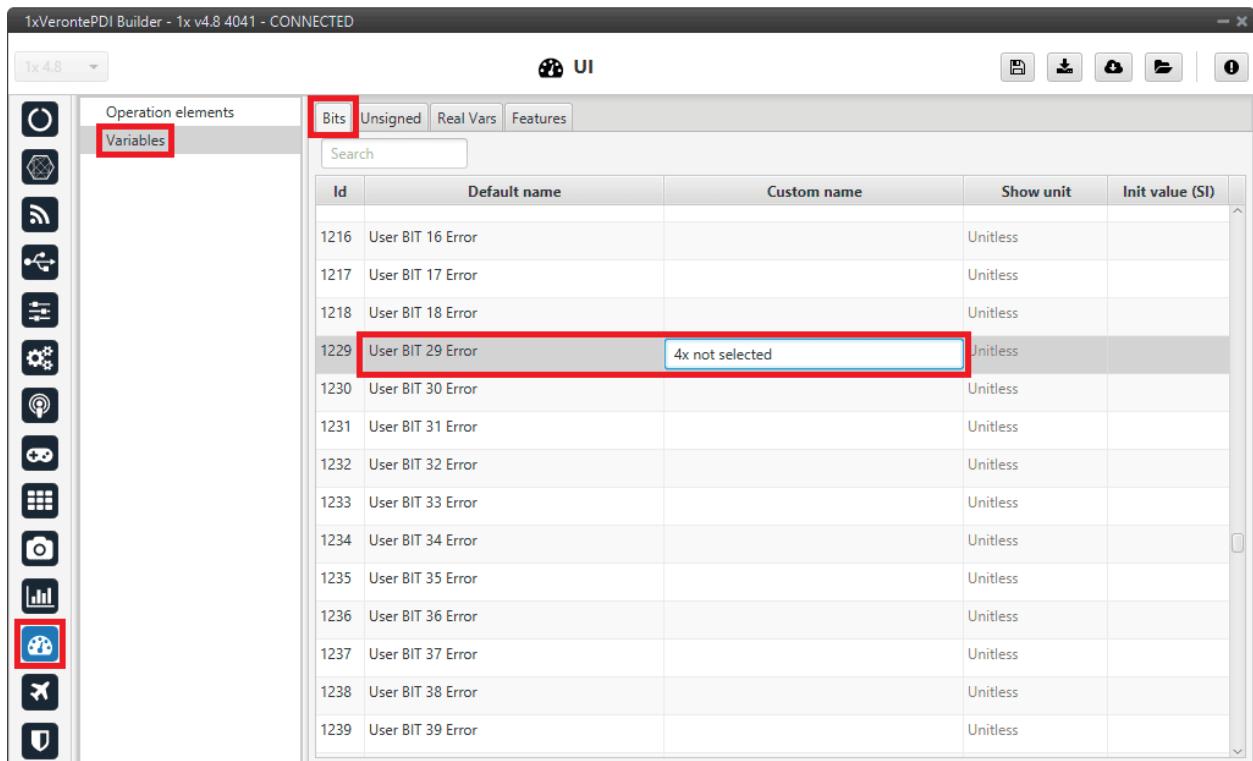 1xVerontePDI Builder - 1x v4.8 4041 - CONNECTED
1x 4.8
UI
Operation elements
Variables
Bits Unsigned Real Vars Features
Search
Id Default name Custom name Show unit Init value (SI)
1216 User BIT 16 Error Unitless
1217 User BIT 17 Error Unitless
1218 User BIT 18 Error Unitless
1229 User BIT 29 Error 4x not selected Unitless
1230 User BIT 30 Error Unitless
1231 User BIT 31 Error Unitless
1232 User BIT 32 Error Unitless
1233 User BIT 33 Error Unitless
1234 User BIT 34 Error Unitless
1235 User BIT 35 Error Unitless
1236 User BIT 36 Error Unitless
1237 User BIT 37 Error Unitless
1238 User BIT 38 Error Unitless
1239 User BIT 39 Error Unitless